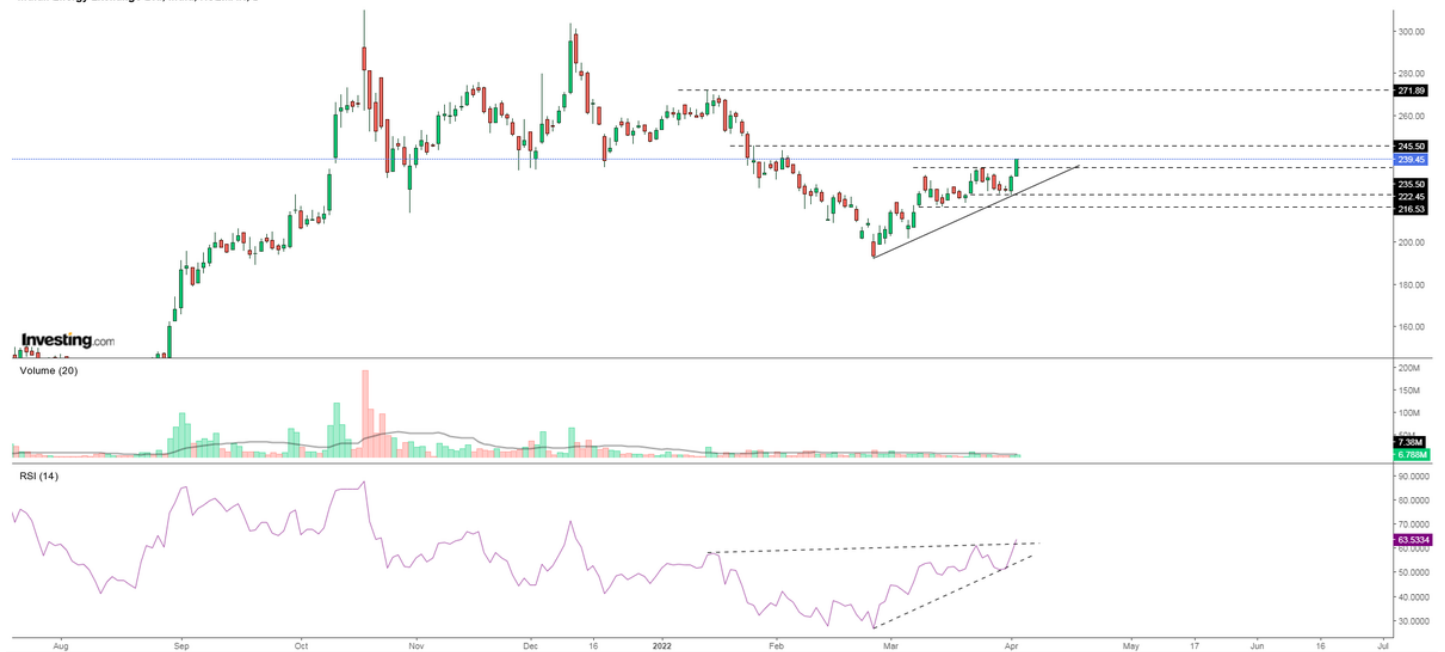 300.00
280.00
271.89
260.00
245.50
239.45
235.50
222.45
216.53
200.00
180.00
160.00
Investing.com
Volume (20)
200M
150M
100M
7.38M
6.788M
RSI (14)
90.0000
80.0000
70.0000
63.5334
60.0000
50.0000
40.0000
30.0000
Aug Sep Oct Nov Dec 16 2022 Feb Mar Apr May 17 Jun 16 Jul